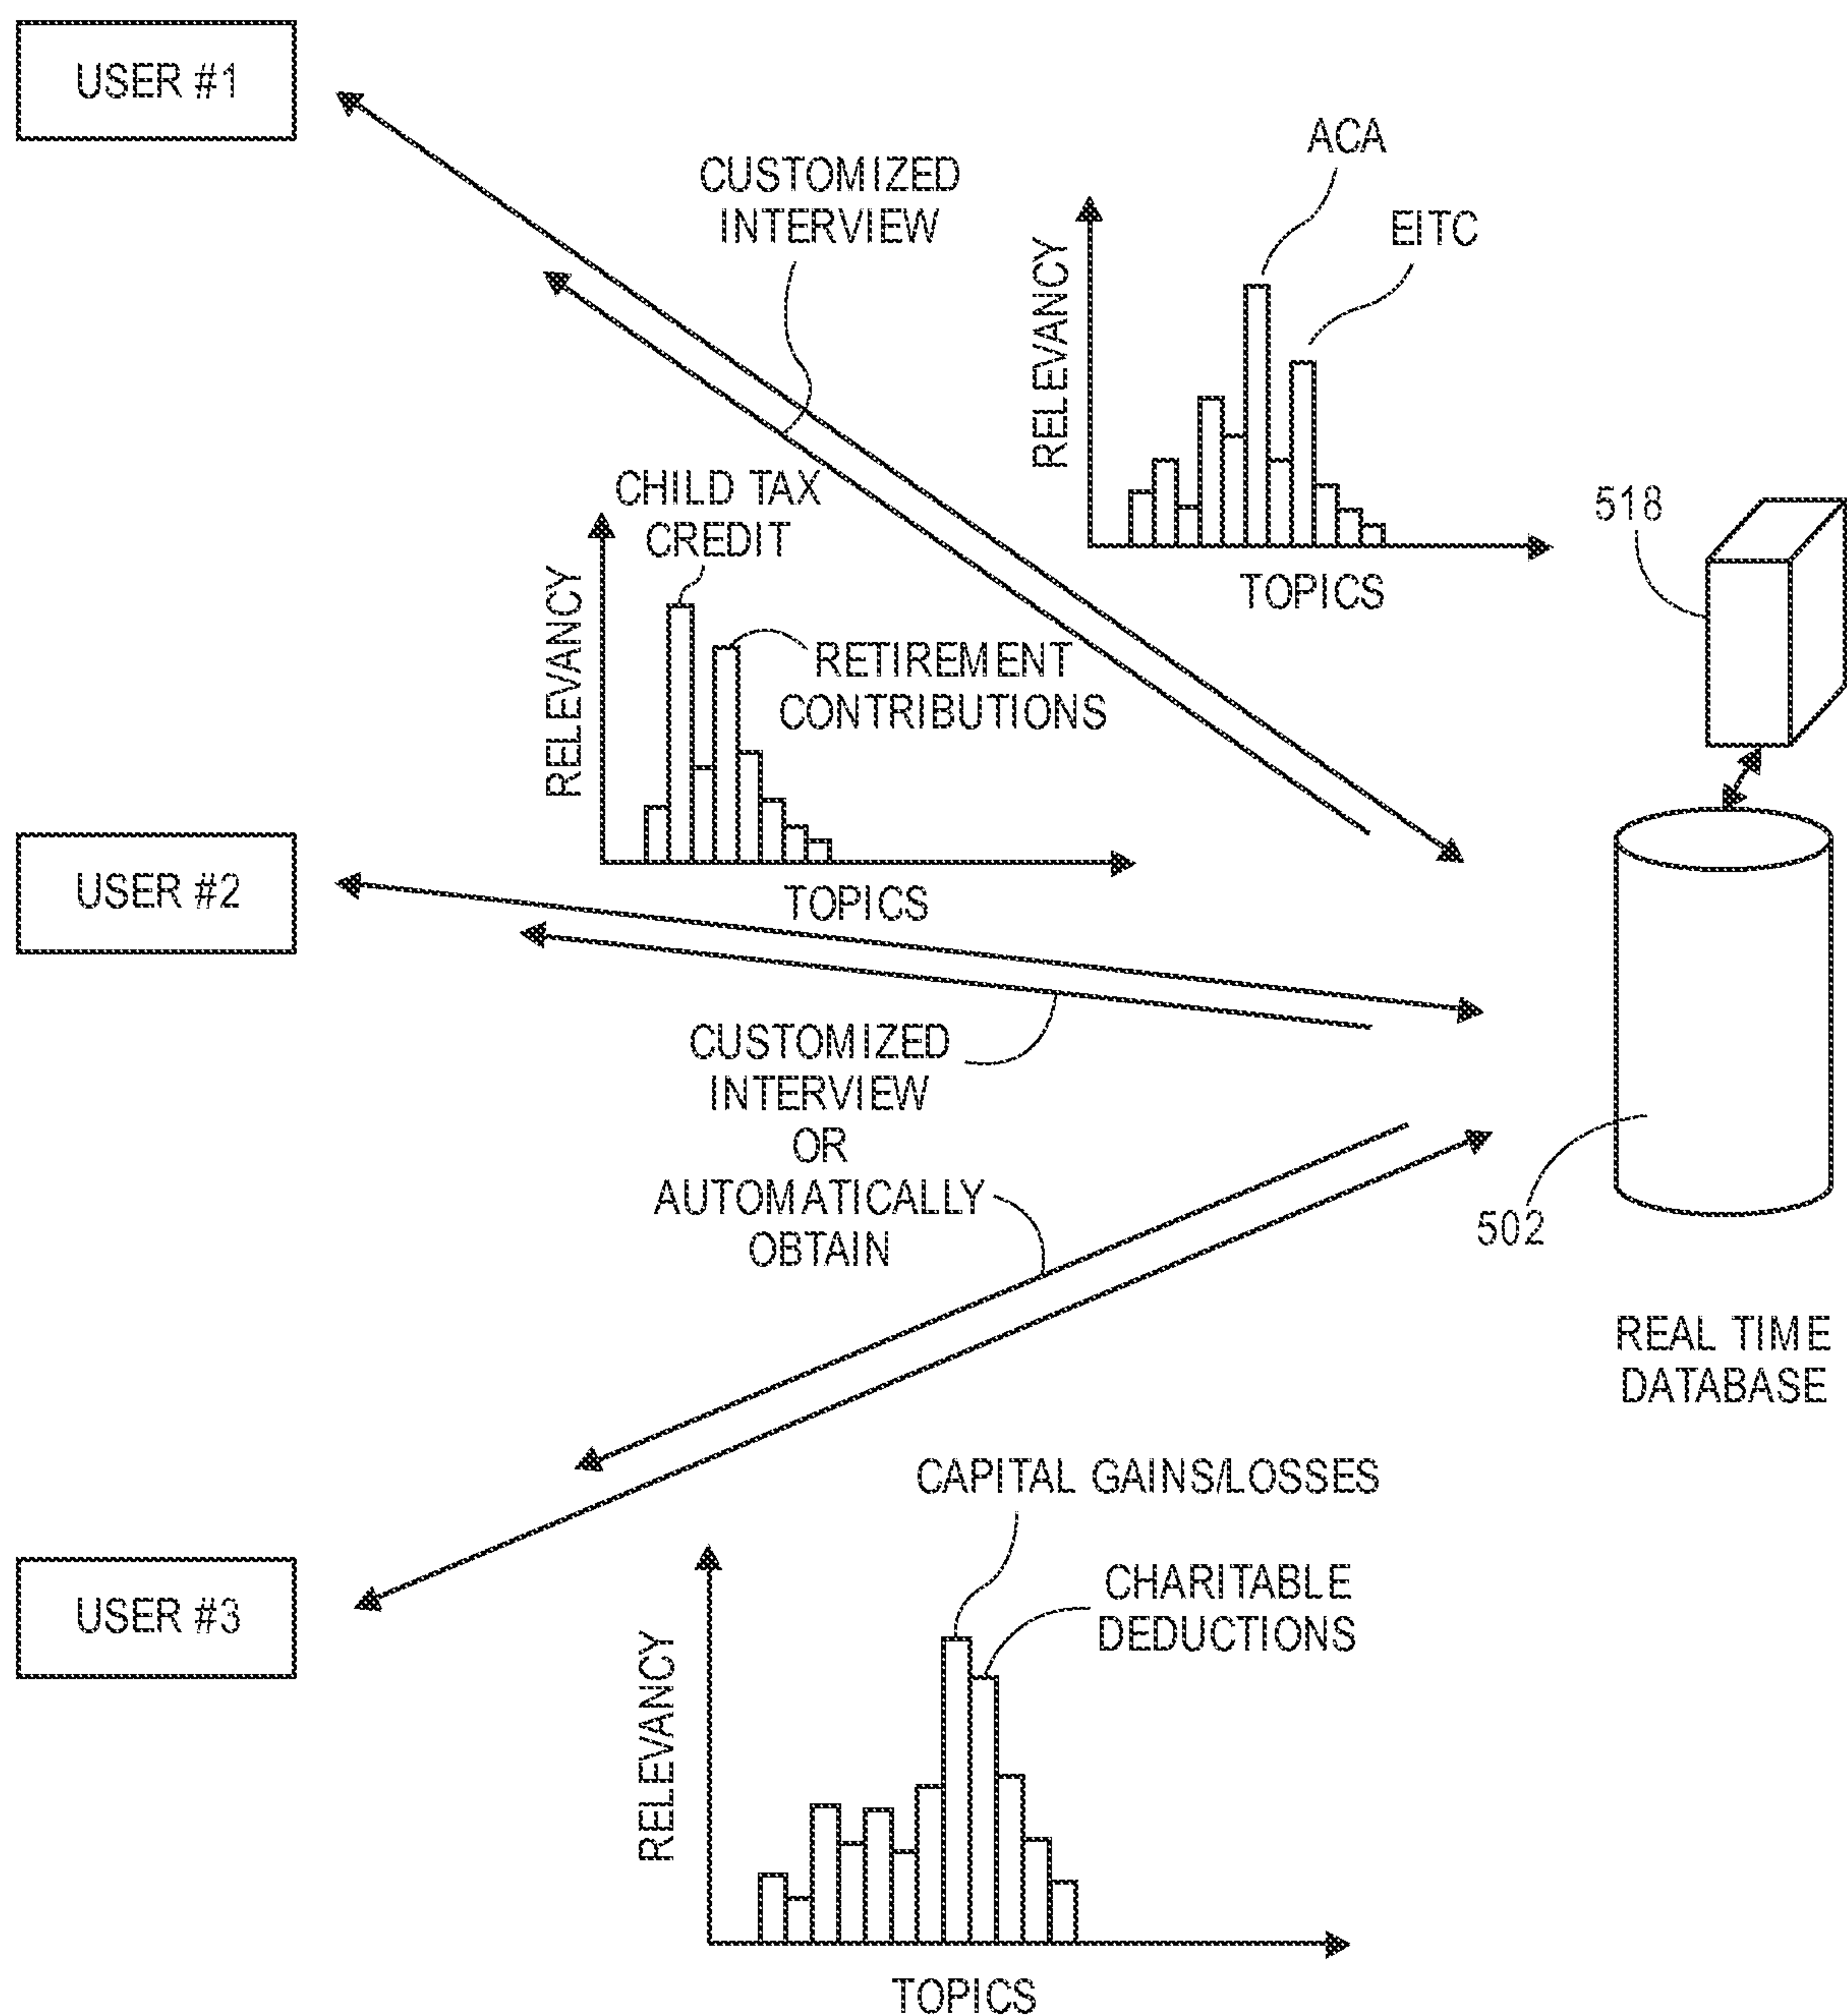 USER #1
CUSTOMIZED
INTERVIEW
ACA
EITC
RELEVANCY
TOPICS
518
CHILD TAX
CREDIT
RETIREMENT
CONTRIBUTIONS
RELEVANCY
TOPICS
USER #2
CUSTOMIZED
INTERVIEW
OR
AUTOMATICALLY
OBTAIN
502
REAL TIME
DATABASE
USER #3
CAPITAL GAINS/LOSSES
CHARITABLE
DEDUCTIONS
RELEVANCY
TOPICS